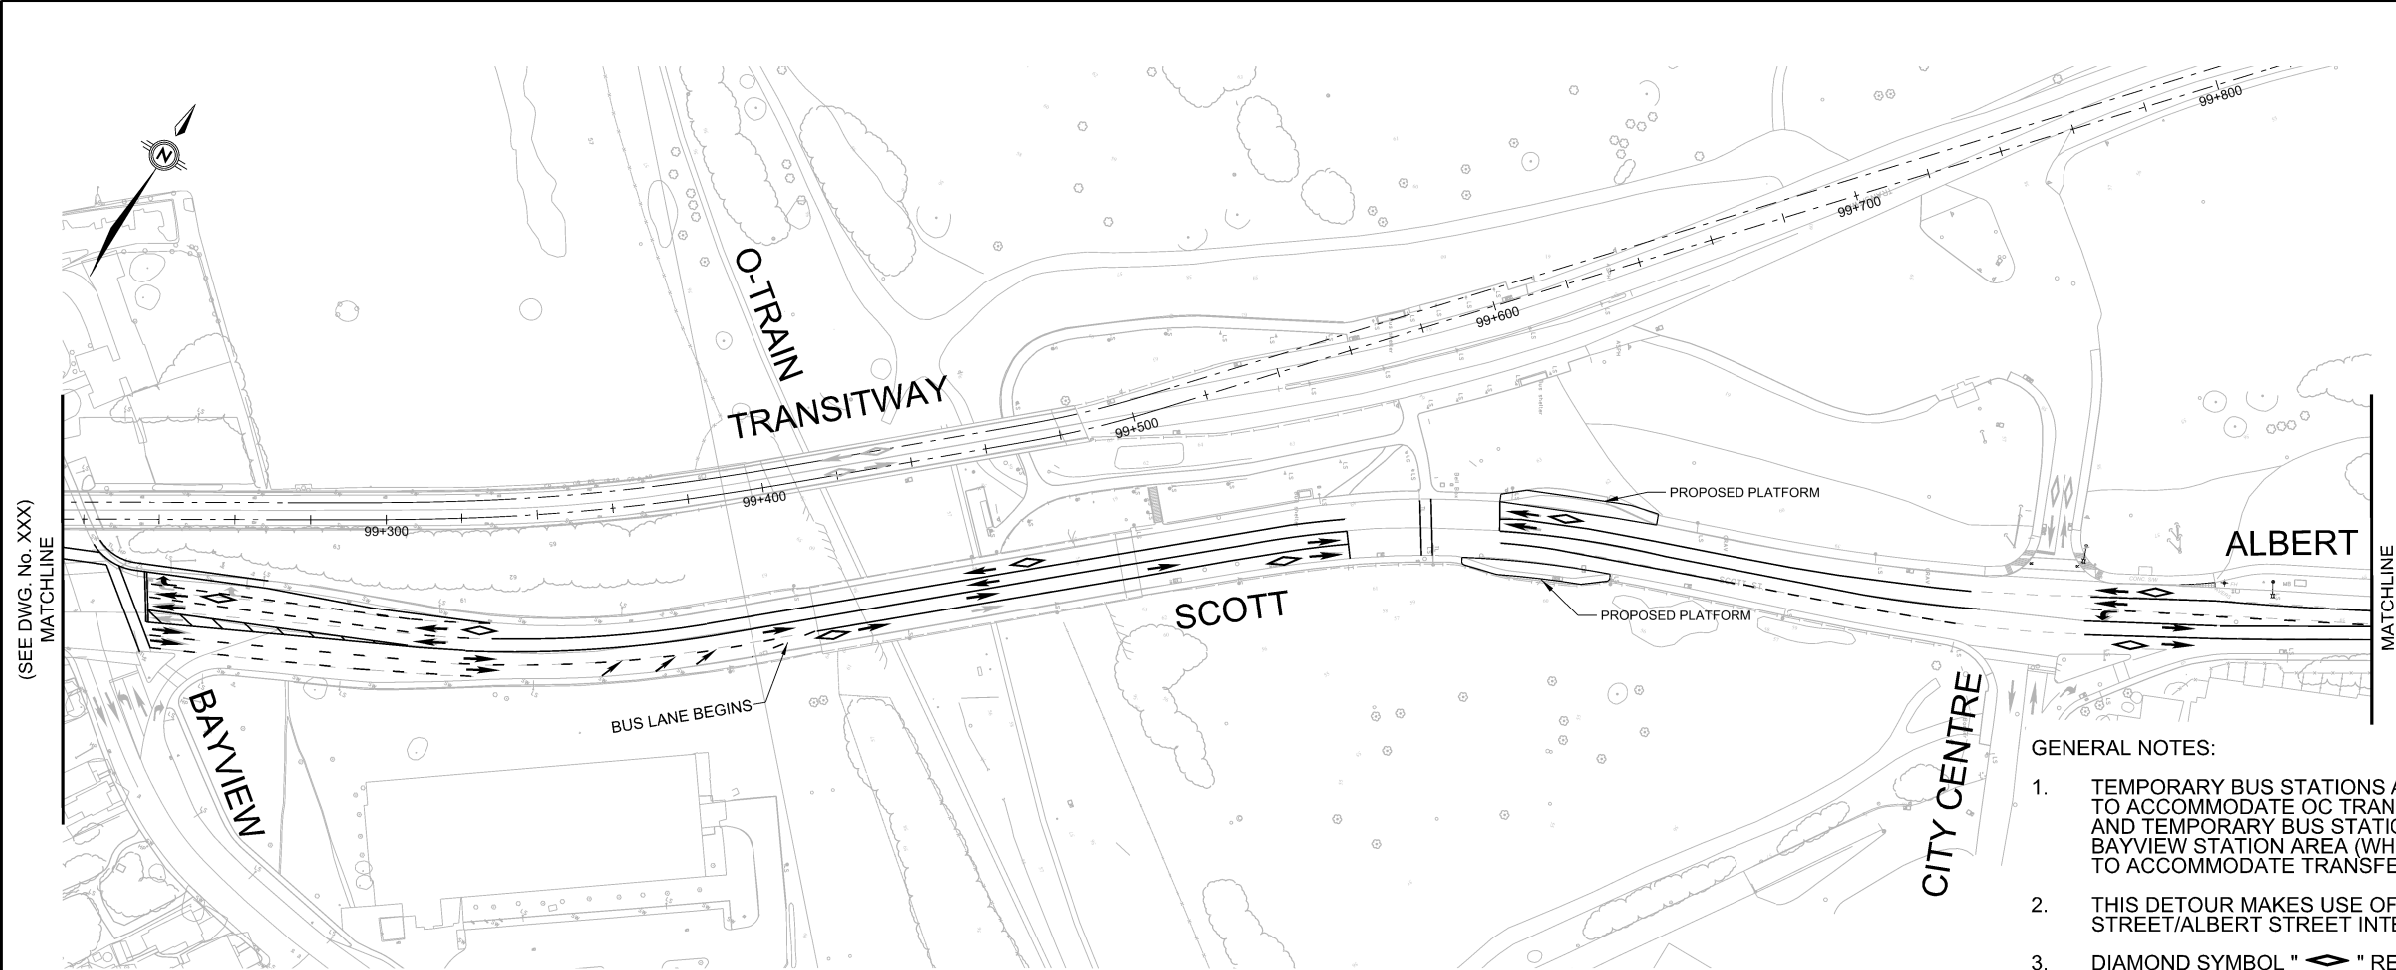 N
O-TRAIN
TRANSITWAY
99+300
99+400
99+500
99+600
99+700
99+800
(SEE DWG. No. XXX)
MATCHLINE
PROPOSED PLATFORM
PROPOSED PLATFORM
SCOTT
ALBERT
MATCHLINE
BUS LANE BEGINS
BAYVIEW
CITY CENTRE
GENERAL NOTES:
1. TEMPORARY BUS STATIONS A
TO ACCOMMODATE OC TRAN
AND TEMPORARY BUS STATIO
BAYVIEW STATION AREA (WH
TO ACCOMMODATE TRANSFE
2. THIS DETOUR MAKES USE OF
STREET/ALBERT STREET INTE
3. DIAMOND SYMBOL " " RE